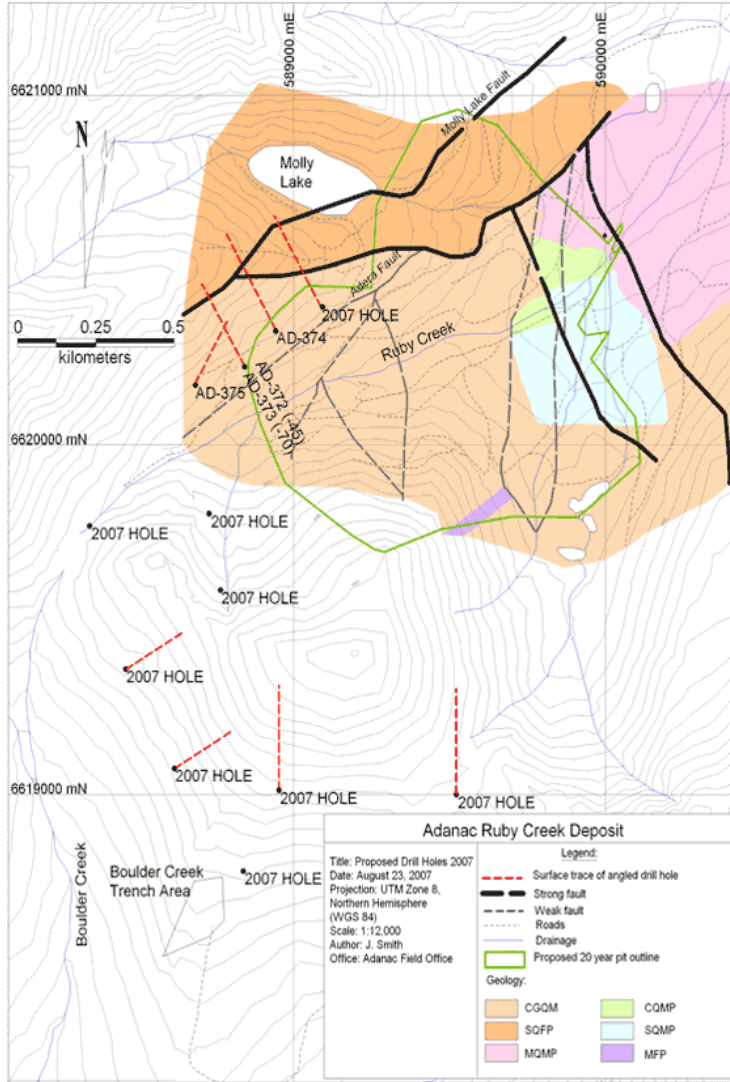 589000 mE
590000 mE
6621000 mN
Molly Lake Fault
N
Molly
Lake
Adera Fault
2007 HOLE
0 0.25 0.5
kilometers
AD-374
Ruby Creek
AD-372 (-45)
AD-373 (-70)
AD-375
6620000 mN
2007 HOLE
2007 HOLE
2007 HOLE
2007 HOLE
2007 HOLE
6619000 mN
2007 HOLE
2007 HOLE
Boulder Creek
Boulder Creek
Trench Area
2007 HOLE
Adanac Ruby Creek Deposit
Title: Proposed Drill Holes 2007
Date: August 23, 2007
Projection: UTM Zone 8,
Northern Hemisphere
(WGS 84)
Scale: 1:12,000
Author: J. Smith
Office: Adanac Field Office
Legend:
Surface trace of angled drill hole
Strong fault
Weak fault
Roads
Drainage
Proposed 20 year pit outline
Geology:
CGQM
CQMP
SQFP
SQMP
MQMP
MFP